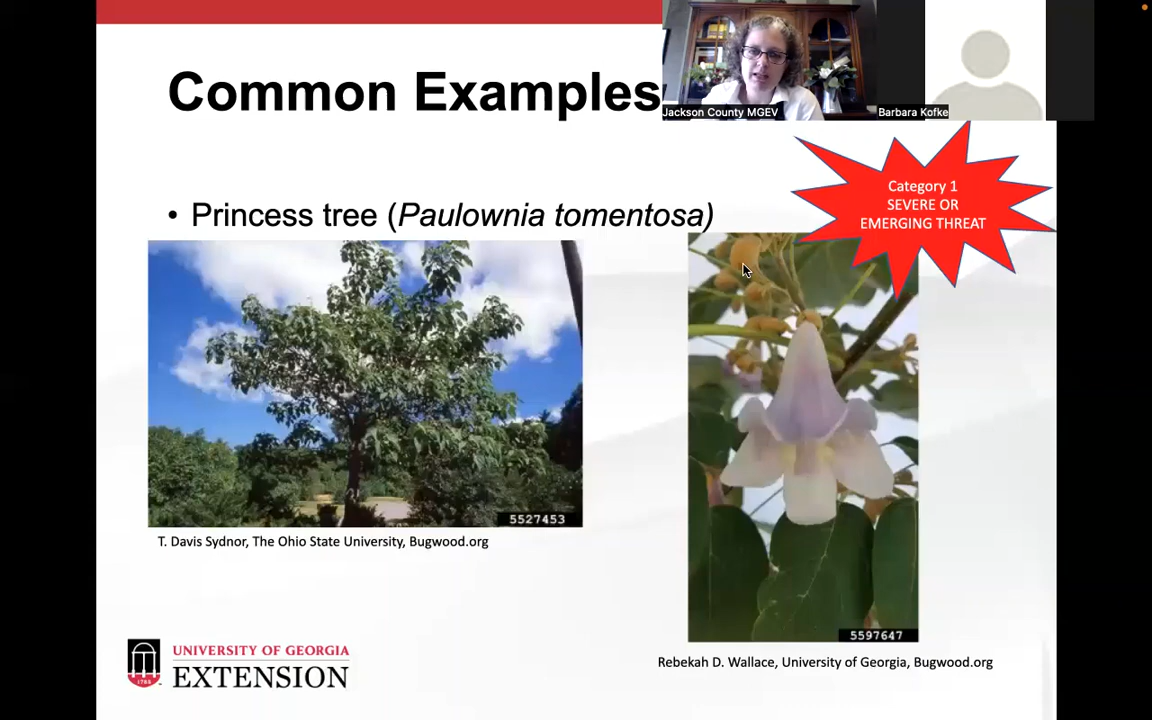 Common Examples
Jackson County MGEV
Barbara Kofke
Category 1
SEVERE OR
EMERGING THREAT
• Princess tree (Paulownia tomentosa)
5527453
T. Davis Sydnor, The Ohio State University, Bugwood.org
5597647
Rebekah D. Wallace, University of Georgia, Bugwood.org
1785
UNIVERSITY OF GEORGIA
EXTENSION